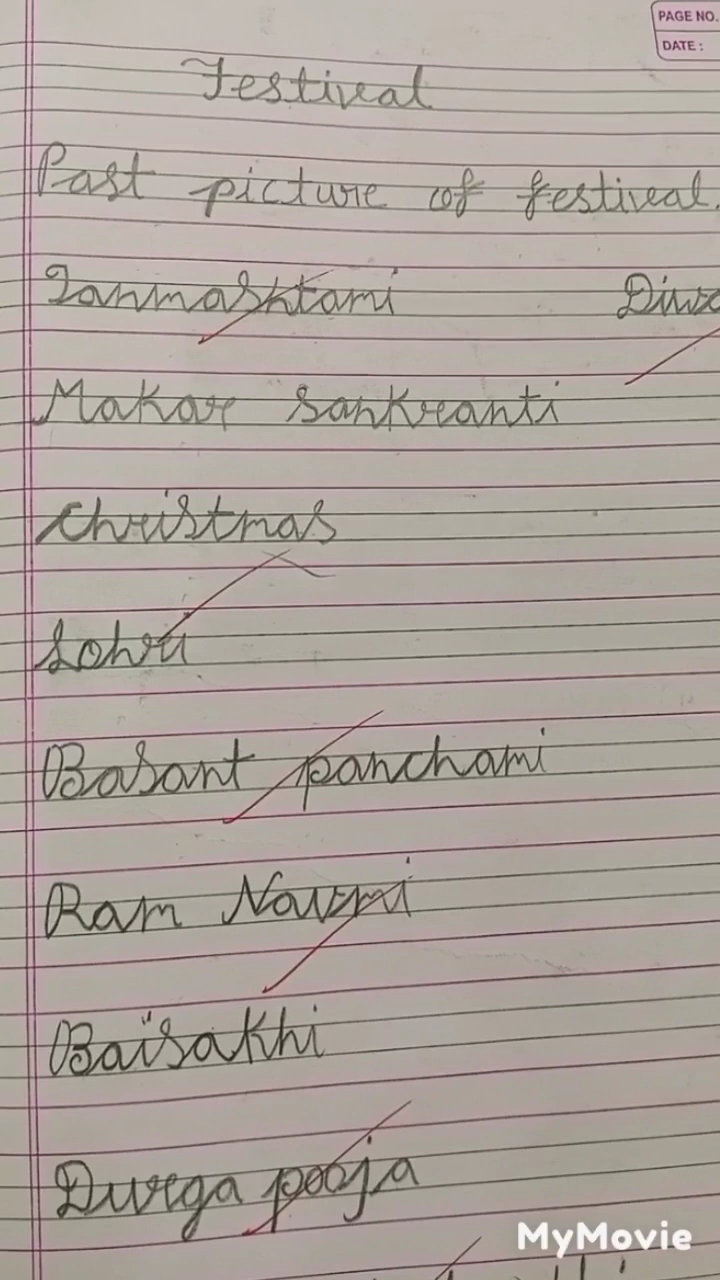 PAGE NO.
DATE :
Festival
Past picture of festival.
Janmashtami
Makar Sankranti
Christmas
Lohri
Basant panchami
Ram Navmi
Baisakhi
Durga pooja
MyMovie